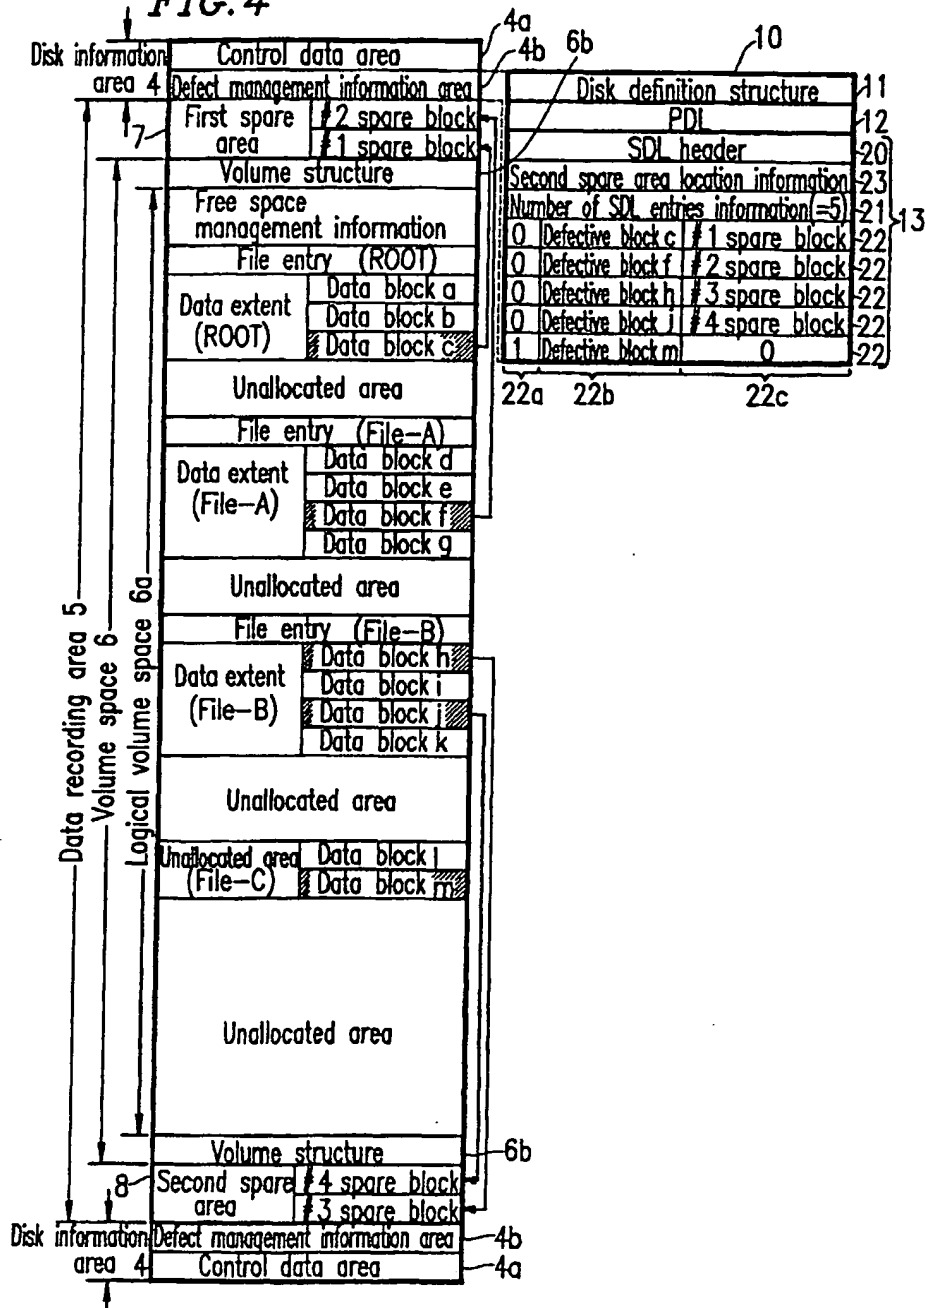 FIG. 4
Disk information area 4
Control data area
4a
Defect management information area
4b
6b
7
First spare area
#2 spare block
#1 spare block
Volume structure
Free space management information
File entry (ROOT)
Data extent (ROOT)
Data block a
Data block b
Data block c
Unallocated area
File entry (File-A)
Data extent (File-A)
Data block d
Data block e
Data block f
Data block g
Unallocated area
File entry (File-B)
Data extent (File-B)
Data block h
Data block i
Data block j
Data block k
Unallocated area
Unallocated area (File-C)
Data block l
Data block m
Unallocated area
Volume structure
6b
8
Second spare area
#4 spare block
#3 spare block
Disk information area 4
Defect management information area
4b
Control data area
4a
Data recording area 5
Volume space 6
Logical volume space 6a
10
Disk definition structure
11
PDL
12
SDL header
20
Second spare area location information
23
Number of SDL entries information(=5)
21
13
0 Defective block c #1 spare block 22
0 Defective block f #2 spare block 22
0 Defective block h #3 spare block 22
0 Defective block j #4 spare block 22
1 Defective block m 0 22
22a 22b 22c